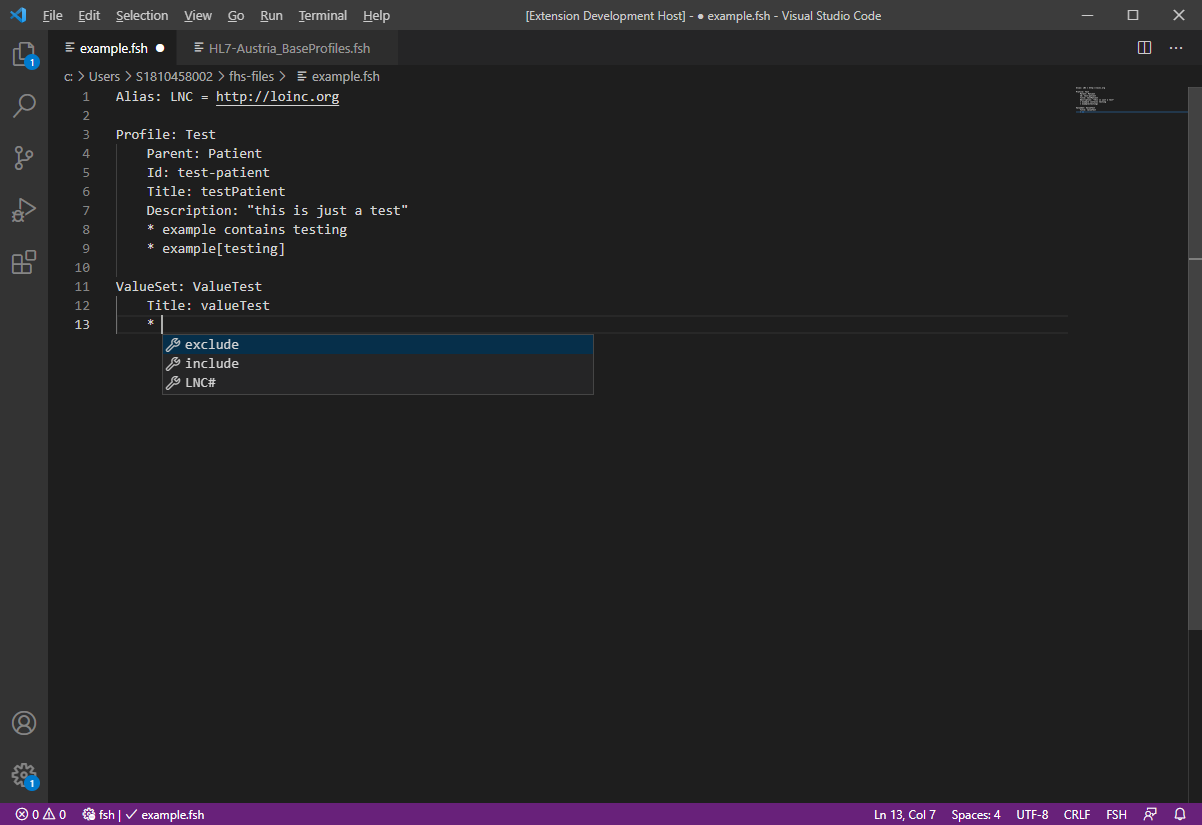 File Edit Selection View Go Run Terminal Help [Extension Development Host] - ● example.fsh - Visual Studio Code
example.fsh ● HL7-Austria_BaseProfiles.fsh
c: > Users > S1810458002 > fhs-files > example.fsh
1 Alias: LNC = http://loinc.org
2
3 Profile: Test
4 Parent: Patient
5 Id: test-patient
6 Title: testPatient
7 Description: "this is just a test"
8 * example contains testing
9 * example[testing]
10
11 ValueSet: ValueTest
12 Title: valueTest
13 *
exclude
include
LNC#
1
1
0 0 fsh | ✓ example.fsh Ln 13, Col 7 Spaces: 4 UTF-8 CRLF FSH